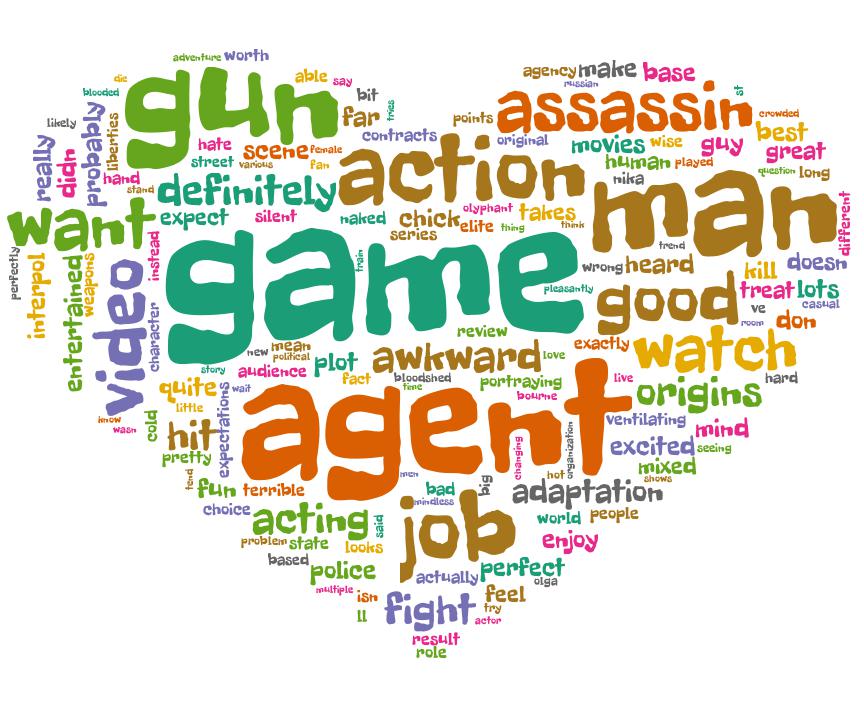 adventure worth
die gun able say agency make base
russian
blooded bit tries assassin st
likely probably liberties far points crowded
contracts original movies wise guy best
really didn hate scene female action human played great
street various fan question long
hand stand definitely nika man
want expect silent naked chick olyphant takes different
series elite thing think
perfectly interpol entertained weapons instead game train trend
wrong heard doesn
video character pleasantly good kill treat lots
ve casual
review room don
new mean exactly watch
story political plot awkward love
audience fact bloodshed portraying live hard
quite wait time bourne origins
little expectations agent
know wasn cold hit changing organization ventilating mind
pretty excited seeing
tend men hot mixed
fun terrible bad big shows
choice mindless adaptation
acting said job world people
problem state looks enjoy
based police actually perfect
olga
multiple isn fight feel
ll try
actor
result
role